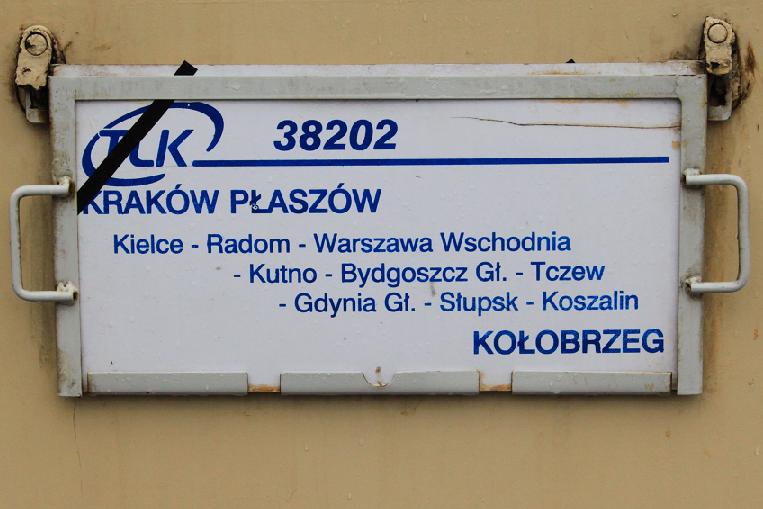 TLK 38202
KRAKÓW PŁASZÓW
Kielce - Radom - Warszawa Wschodnia
- Kutno - Bydgoszcz Gł. - Tczew
- Gdynia Gł. - Słupsk - Koszalin
KOŁOBRZEG